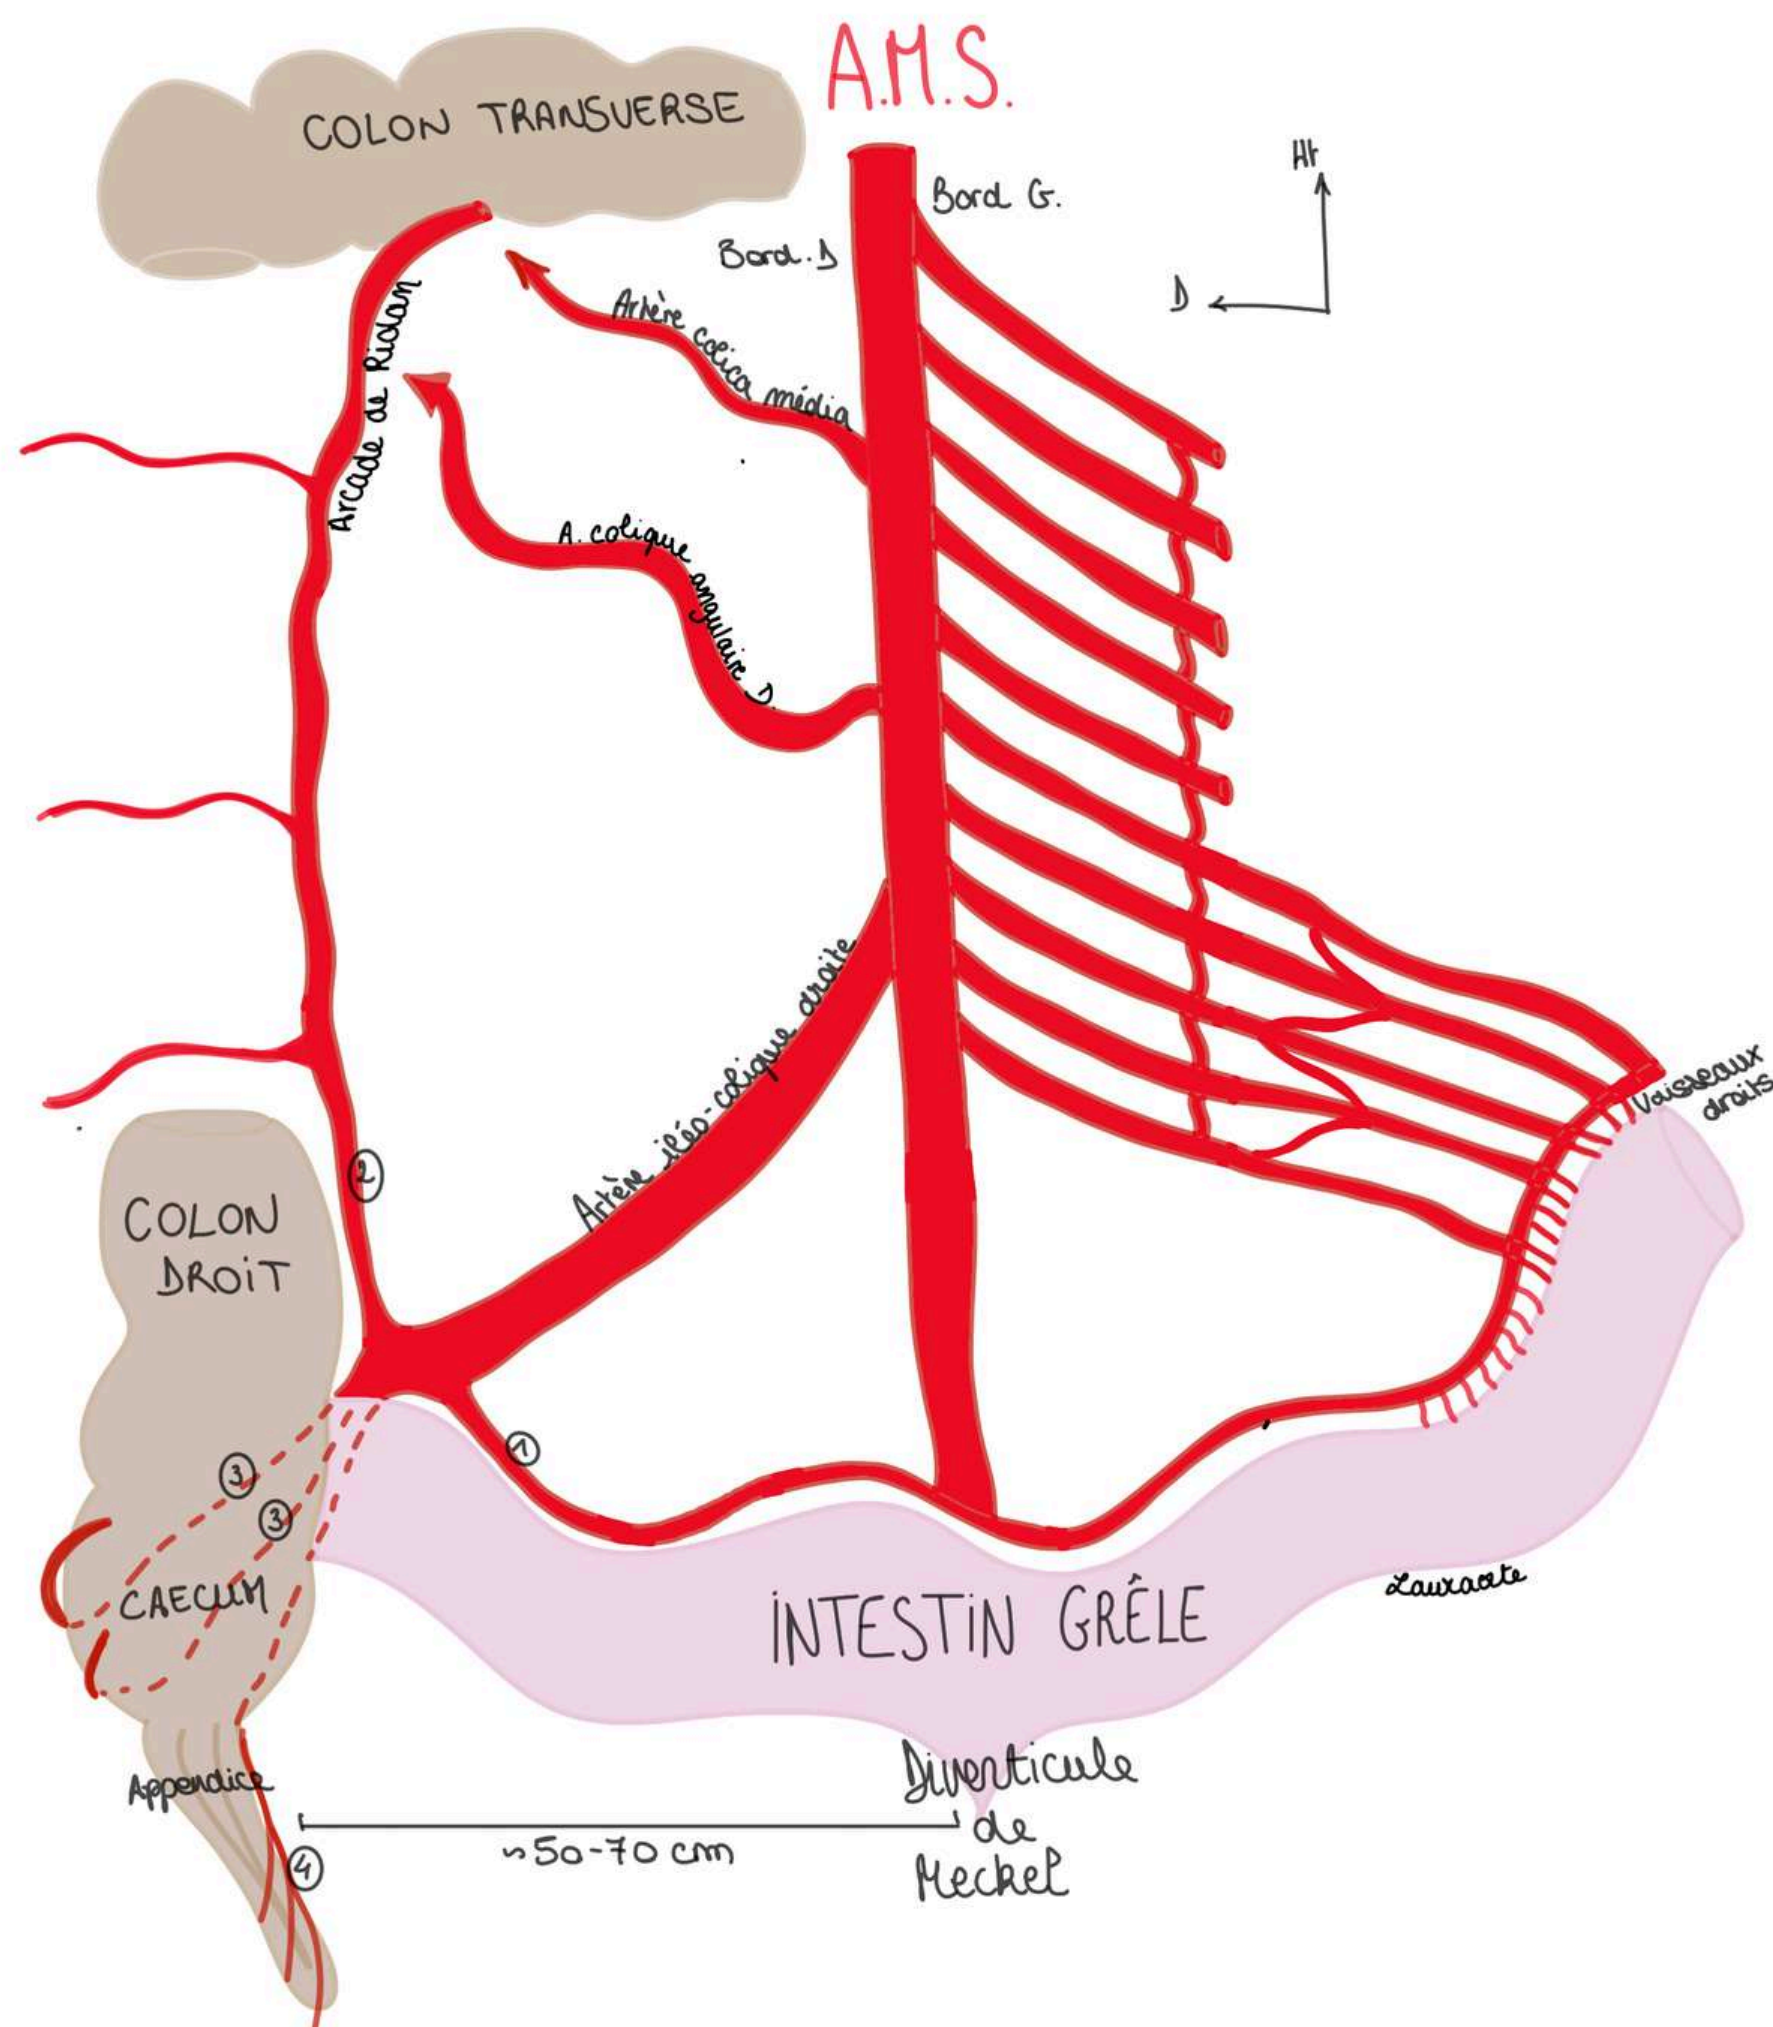 A.M.S.
COLON TRANSVERSE
Ht
Bord G.
Bord. D
D
Artère colica média
Arcade de Riolan
A. colique angulaire D.
Artère iléo-colique droite
Vaisseaux
droits
2
COLON
DROIT
1
3
3
CAECUM
INTESTIN GRÊLE
Appendice
Diverticule
de
Meckel
~50-70 cm
4